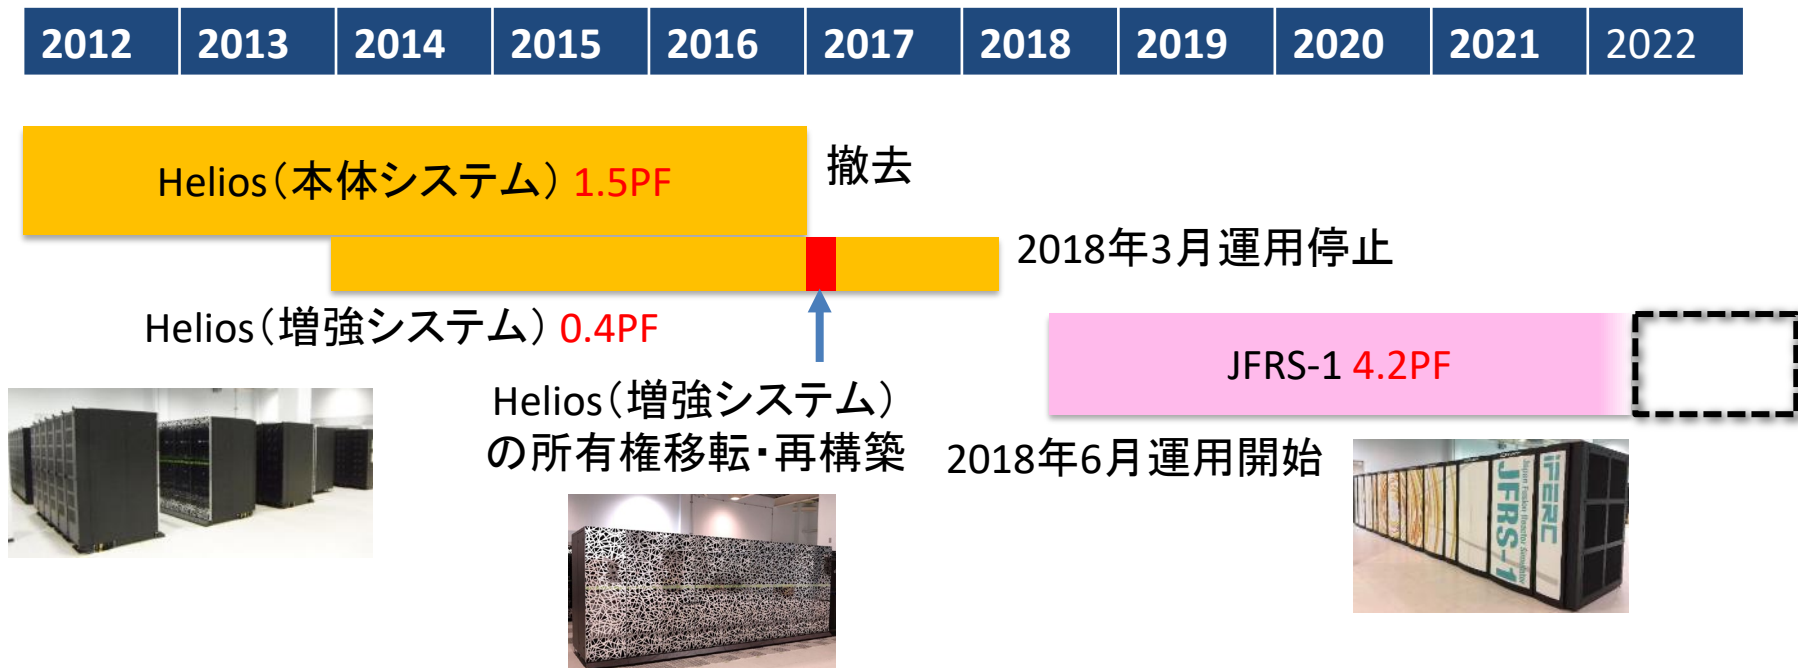 2012 2013 2014 2015 2016 2017 2018 2019 2020 2021 2022
Helios(本体システム) 1.5PF
撤去
2018年3月運用停止
Helios(増強システム) 0.4PF
JFRS-1 4.2PF
Helios(増強システム)
の所有権移転・再構築
2018年6月運用開始
iFERC
JFRS-1
Japan Fusion Reactor Simulator